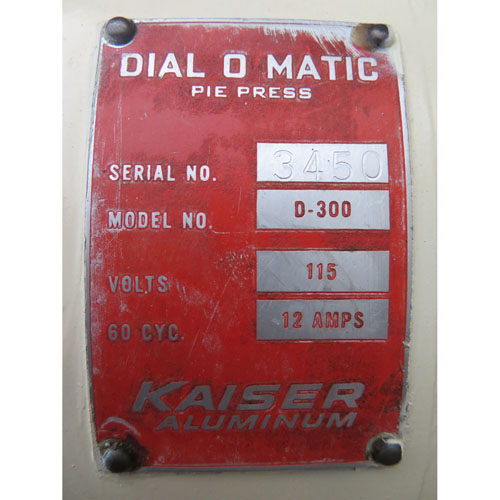 DIAL O MATIC
PIE PRESS
SERIAL NO. 3450
MODEL NO. D-300
VOLTS 115
60 CYC. 12 AMPS
KAISER
ALUMINUM